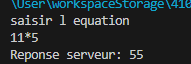 \User\workspaceStorage\410
saisir l equation
11*5
Reponse serveur: 55